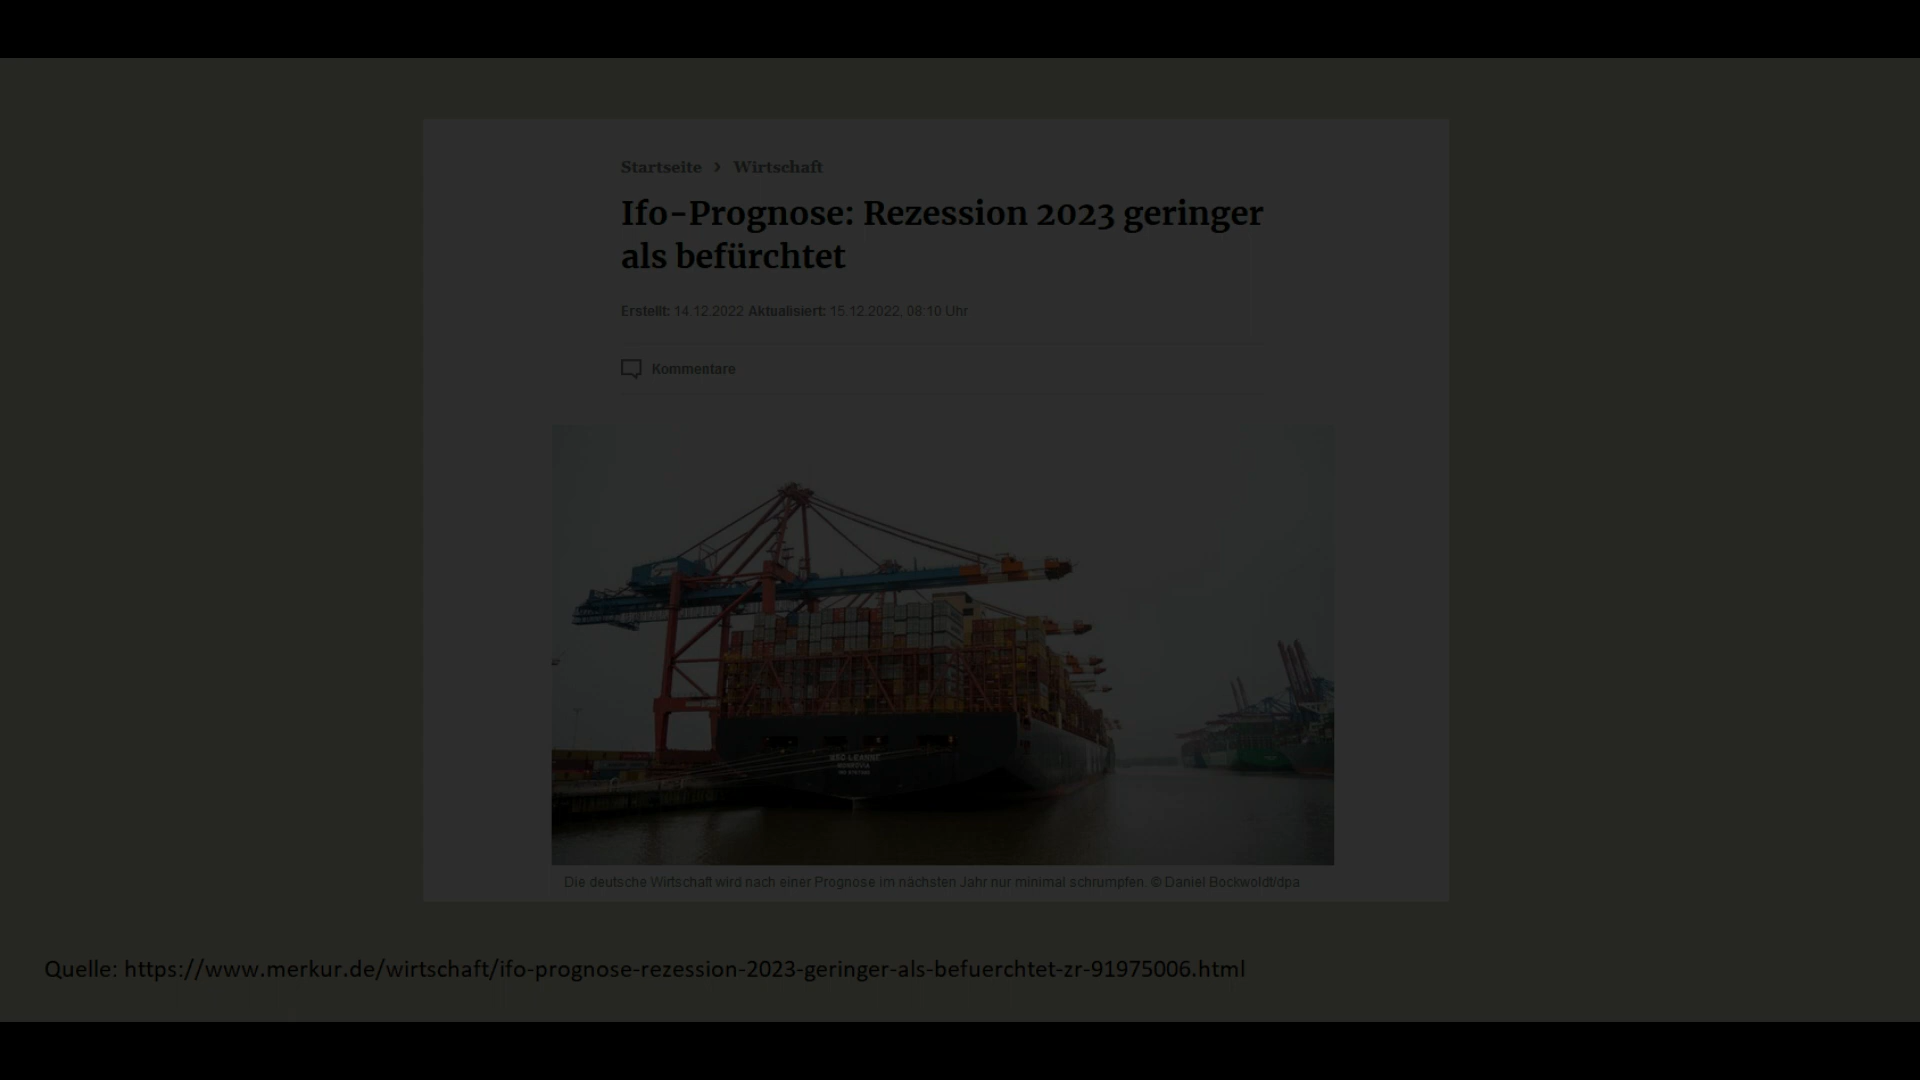 Startseite > Wirtschaft
Ifo-Prognose: Rezession 2023 geringer
als befürchtet
Erstellt: 14.12.2022 Aktualisiert: 15.12.2022, 08:10 Uhr
Kommentare
Die deutsche Wirtschaft wird nach einer Prognose im nächsten Jahr nur minimal schrumpfen. © Daniel Bockwoldt/dpa
Quelle: https://www.merkur.de/wirtschaft/ifo-prognose-rezession-2023-geringer-als-befuerchtet-zr-91975006.html